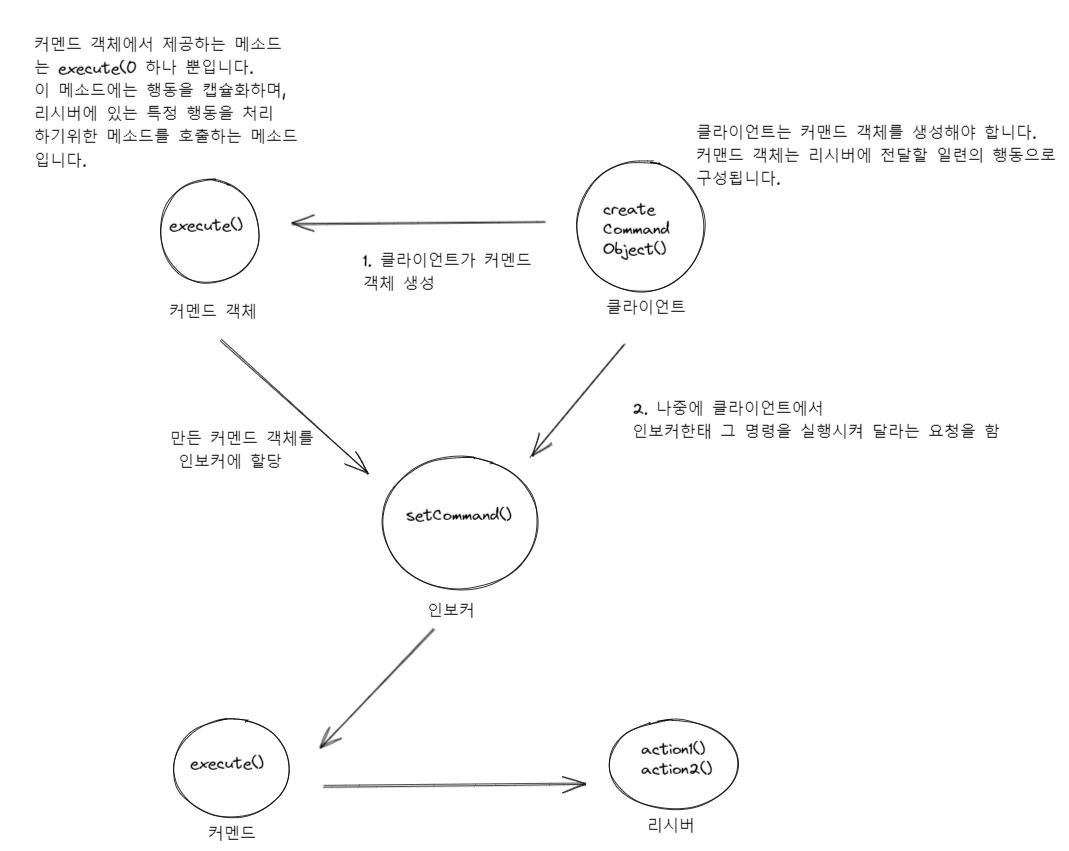 커멘드 객체에서 제공하는 메소드
는 execute(0 하나 뿐입니다.
이 메소드에는 행동을 캡슐화하며,
리시버에 있는 특정 행동을 처리
하기위한 메소드를 호출하는 메소드
입니다.
클라이언트는 커맨드 객체를 생성해야 합니다.
커맨드 객체는 리시버에 전달할 일련의 행동으로
구성됩니다.
execute()
create
Command
Object()
1. 클라이언트가 커멘드
객체 생성
커멘드 객체
클라이언트
2. 나중에 클라이언트에서
인보커한태 그 명령을 실행시켜 달라는 요청을 함
만든 커멘드 객체를
인보커에 할당
setCommand()
인보커
execute()
action1()
action2()
커멘드
리시버